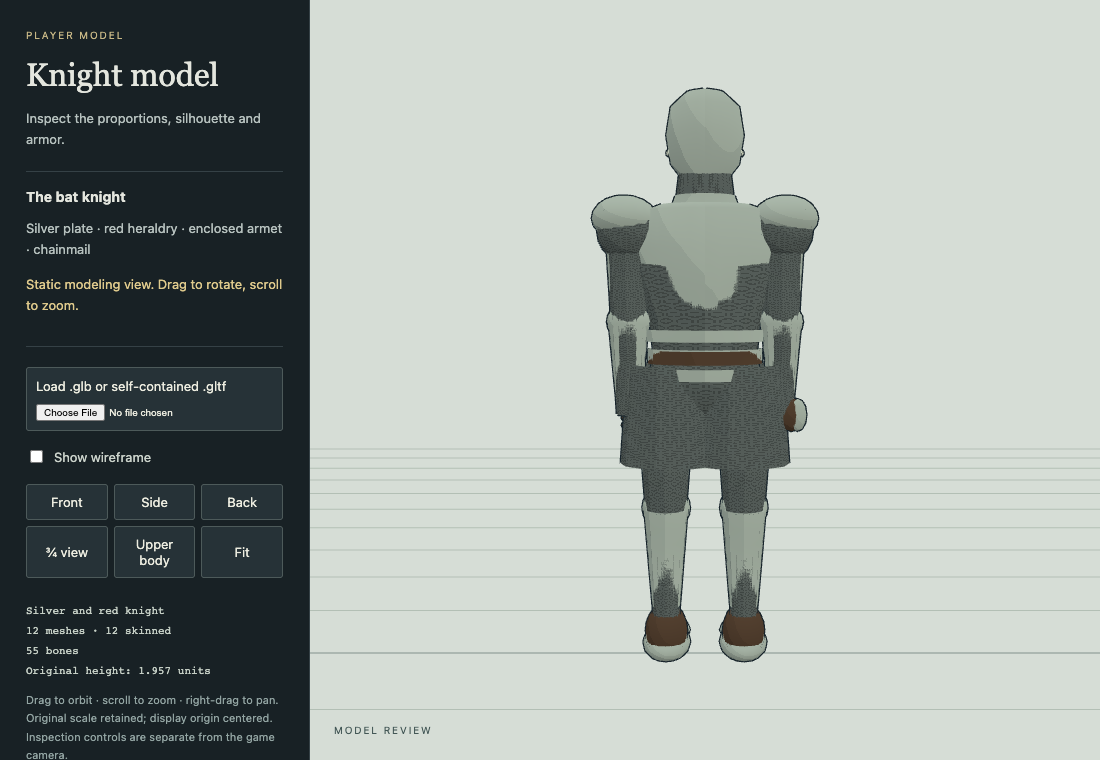 PLAYER MODEL
Knight model
Inspect the proportions, silhouette and
armor.
The bat knight
Silver plate · red heraldry · enclosed armet
· chainmail
Static modeling view. Drag to rotate, scroll
to zoom.
Load .glb or self-contained .gltf
Choose File No file chosen
Show wireframe
Front Side Back
¾ view Upper body Fit
Silver and red knight
12 meshes · 12 skinned
55 bones
Original height: 1.957 units
Drag to orbit · scroll to zoom · right-drag to pan.
Original scale retained; display origin centered.
Inspection controls are separate from the game
camera.
MODEL REVIEW